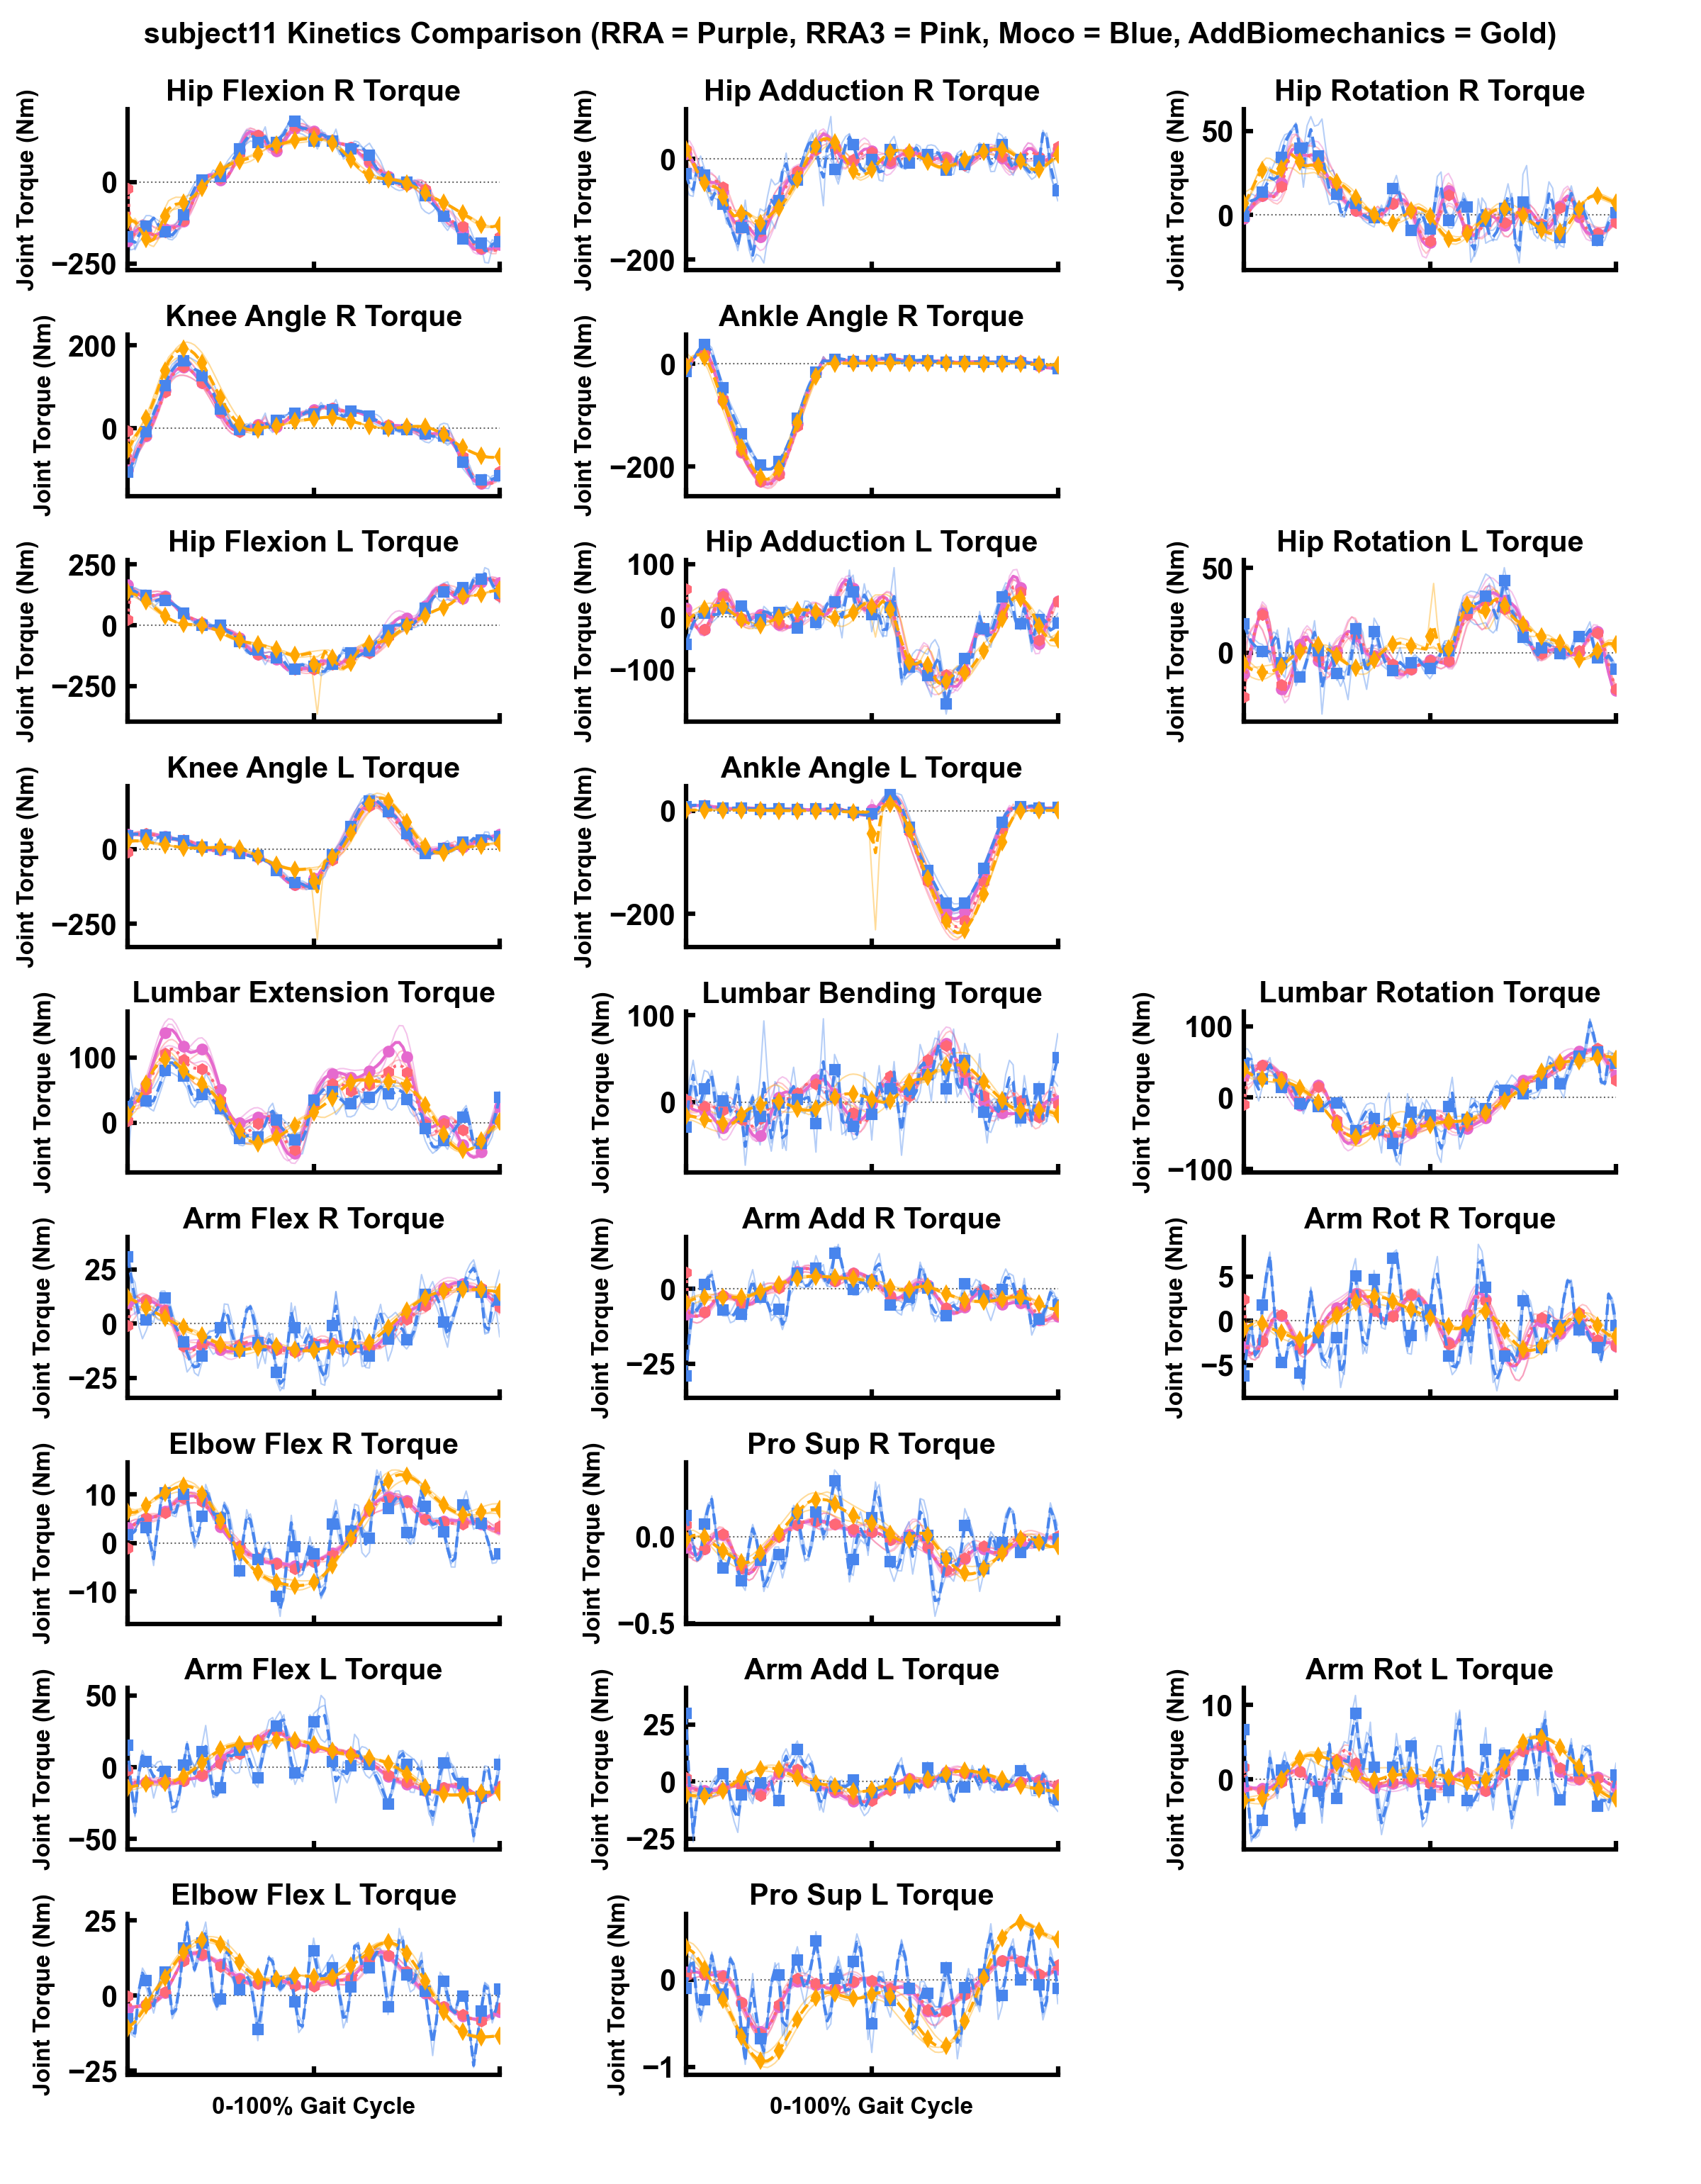 subject11 Kinetics Comparison (RRA = Purple, RRA3 = Pink, Moco = Blue, AddBiomechanics = Gold)
Hip Flexion R Torque
Joint Torque (Nm)
0
−250
Hip Adduction R Torque
Joint Torque (Nm)
0
−200
Hip Rotation R Torque
Joint Torque (Nm)
50
0
Knee Angle R Torque
Joint Torque (Nm)
200
0
Ankle Angle R Torque
Joint Torque (Nm)
0
−200
Hip Flexion L Torque
Joint Torque (Nm)
250
0
−250
Hip Adduction L Torque
Joint Torque (Nm)
100
0
−100
Hip Rotation L Torque
Joint Torque (Nm)
50
0
Knee Angle L Torque
Joint Torque (Nm)
0
−250
Ankle Angle L Torque
Joint Torque (Nm)
0
−200
Lumbar Extension Torque
Joint Torque (Nm)
100
0
Lumbar Bending Torque
Joint Torque (Nm)
100
0
Lumbar Rotation Torque
Joint Torque (Nm)
100
0
−100
Arm Flex R Torque
Joint Torque (Nm)
25
0
−25
Arm Add R Torque
Joint Torque (Nm)
0
−25
Arm Rot R Torque
Joint Torque (Nm)
5
0
−5
Elbow Flex R Torque
Joint Torque (Nm)
10
0
−10
Pro Sup R Torque
Joint Torque (Nm)
0.0
−0.5
Arm Flex L Torque
Joint Torque (Nm)
50
0
−50
Arm Add L Torque
Joint Torque (Nm)
25
0
−25
Arm Rot L Torque
Joint Torque (Nm)
10
0
Elbow Flex L Torque
Joint Torque (Nm)
25
0
−25
0-100% Gait Cycle
Pro Sup L Torque
Joint Torque (Nm)
0
−1
0-100% Gait Cycle